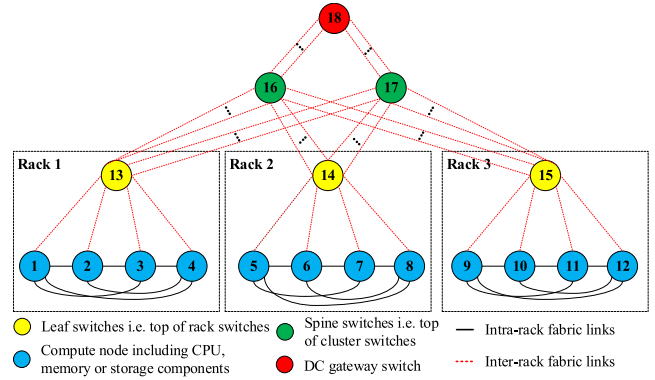 18
16 17
Rack 1 Rack 2 Rack 3
13 14 15
1 2 3 4 5 6 7 8 9 10 11 12
Leaf switches i.e. top of rack switches
Compute node including CPU,
memory or storage components
Spine switches i.e. top
of cluster switches
DC gateway switch
Intra-rack fabric links
Inter-rack fabric links